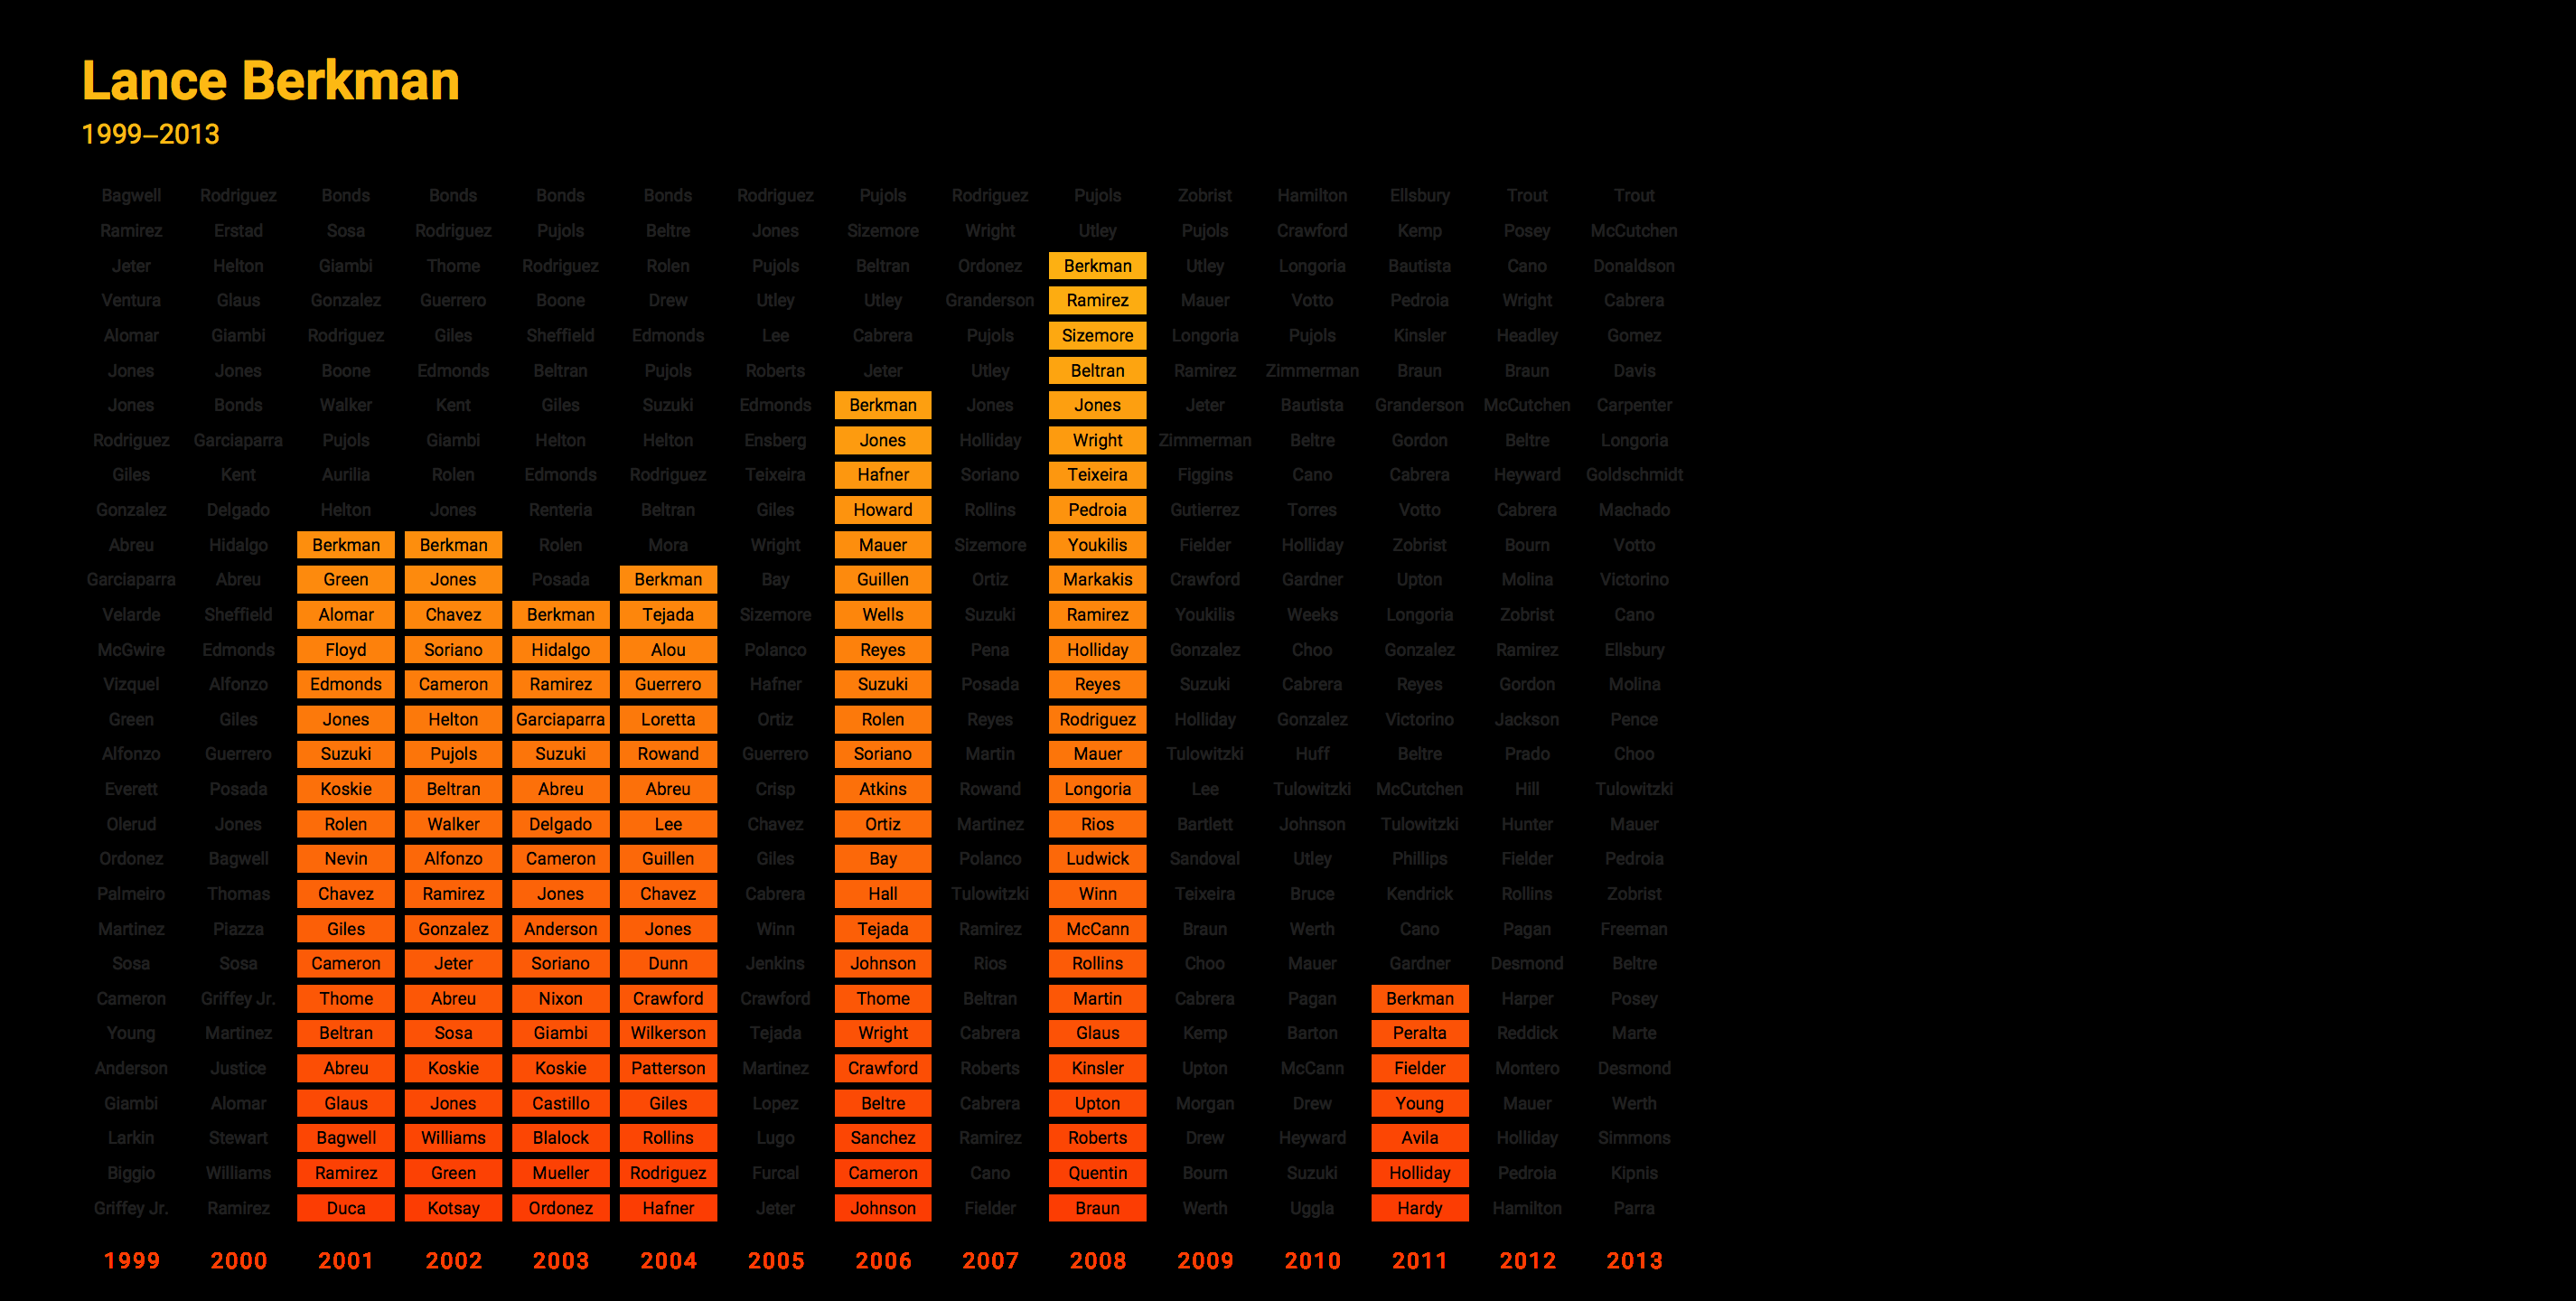 Lance Berkman
1999–2013
Bagwell Rodriguez Bonds Bonds Bonds Bonds Rodriguez Pujols Rodriguez Pujols Zobrist Hamilton Ellsbury Trout Trout
Ramirez Erstad Sosa Rodriguez Pujols Beltre Jones Sizemore Wright Utley Pujols Crawford Kemp Posey McCutchen
Jeter Helton Giambi Thome Rodriguez Rolen Pujols Beltran Ordonez Berkman Utley Longoria Bautista Cano Donaldson
Ventura Glaus Gonzalez Guerrero Boone Drew Utley Utley Granderson Ramirez Mauer Votto Pedroia Wright Cabrera
Alomar Giambi Rodriguez Giles Sheffield Edmonds Lee Cabrera Pujols Sizemore Longoria Pujols Kinsler Headley Gomez
Jones Jones Boone Edmonds Beltran Pujols Roberts Jeter Utley Beltran Ramirez Zimmerman Braun Braun Davis
Jones Bonds Walker Kent Giles Suzuki Edmonds Berkman Jones Jones Jeter Bautista Granderson McCutchen Carpenter
Rodriguez Garciaparra Pujols Giambi Helton Helton Ensberg Jones Holliday Wright Zimmerman Beltre Gordon Beltre Longoria
Giles Kent Aurilia Rolen Edmonds Rodriguez Teixeira Hafner Soriano Teixeira Figgins Cano Cabrera Heyward Goldschmidt
Gonzalez Delgado Helton Jones Renteria Beltran Giles Howard Rollins Pedroia Gutierrez Torres Votto Cabrera Machado
Abreu Hidalgo Berkman Berkman Rolen Mora Wright Mauer Sizemore Youkilis Fielder Holliday Zobrist Bourn Votto
Garciaparra Abreu Green Jones Posada Berkman Bay Guillen Ortiz Markakis Crawford Gardner Upton Molina Victorino
Velarde Sheffield Alomar Chavez Berkman Tejada Sizemore Wells Suzuki Ramirez Youkilis Weeks Longoria Zobrist Cano
McGwire Edmonds Floyd Soriano Hidalgo Alou Polanco Reyes Pena Holliday Gonzalez Choo Gonzalez Ramirez Ellsbury
Vizquel Alfonzo Edmonds Cameron Ramirez Guerrero Hafner Suzuki Posada Reyes Suzuki Cabrera Reyes Gordon Molina
Green Giles Jones Helton Garciaparra Loretta Ortiz Rolen Reyes Rodriguez Holliday Gonzalez Victorino Jackson Pence
Alfonzo Guerrero Suzuki Pujols Suzuki Rowand Guerrero Soriano Martin Mauer Tulowitzki Huff Beltre Prado Choo
Everett Posada Koskie Beltran Abreu Abreu Crisp Atkins Rowand Longoria Lee Tulowitzki McCutchen Hill Tulowitzki
Olerud Jones Rolen Walker Delgado Lee Chavez Ortiz Martinez Rios Bartlett Johnson Tulowitzki Hunter Mauer
Ordonez Bagwell Nevin Alfonzo Cameron Guillen Giles Bay Polanco Ludwick Sandoval Utley Phillips Fielder Pedroia
Palmeiro Thomas Chavez Ramirez Jones Chavez Cabrera Hall Tulowitzki Winn Teixeira Bruce Kendrick Rollins Zobrist
Martinez Piazza Giles Gonzalez Anderson Jones Winn Tejada Ramirez McCann Braun Werth Cano Pagan Freeman
Sosa Sosa Cameron Jeter Soriano Dunn Jenkins Johnson Rios Rollins Choo Mauer Gardner Desmond Beltre
Cameron Griffey Jr. Thome Abreu Nixon Crawford Crawford Thome Beltran Martin Cabrera Pagan Berkman Harper Posey
Young Martinez Beltran Sosa Giambi Wilkerson Tejada Wright Cabrera Glaus Kemp Barton Peralta Reddick Marte
Anderson Justice Abreu Koskie Koskie Patterson Martinez Crawford Roberts Kinsler Upton McCann Fielder Montero Desmond
Giambi Alomar Glaus Jones Castillo Giles Lopez Beltre Cabrera Upton Morgan Drew Young Mauer Werth
Larkin Stewart Bagwell Williams Blalock Rollins Lugo Sanchez Ramirez Roberts Drew Heyward Avila Holliday Simmons
Biggio Williams Ramirez Green Mueller Rodriguez Furcal Cameron Cano Quentin Bourn Suzuki Holliday Pedroia Kipnis
Griffey Jr. Ramirez Duca Kotsay Ordonez Hafner Jeter Johnson Fielder Braun Werth Uggla Hardy Hamilton Parra
1999 2000 2001 2002 2003 2004 2005 2006 2007 2008 2009 2010 2011 2012 2013